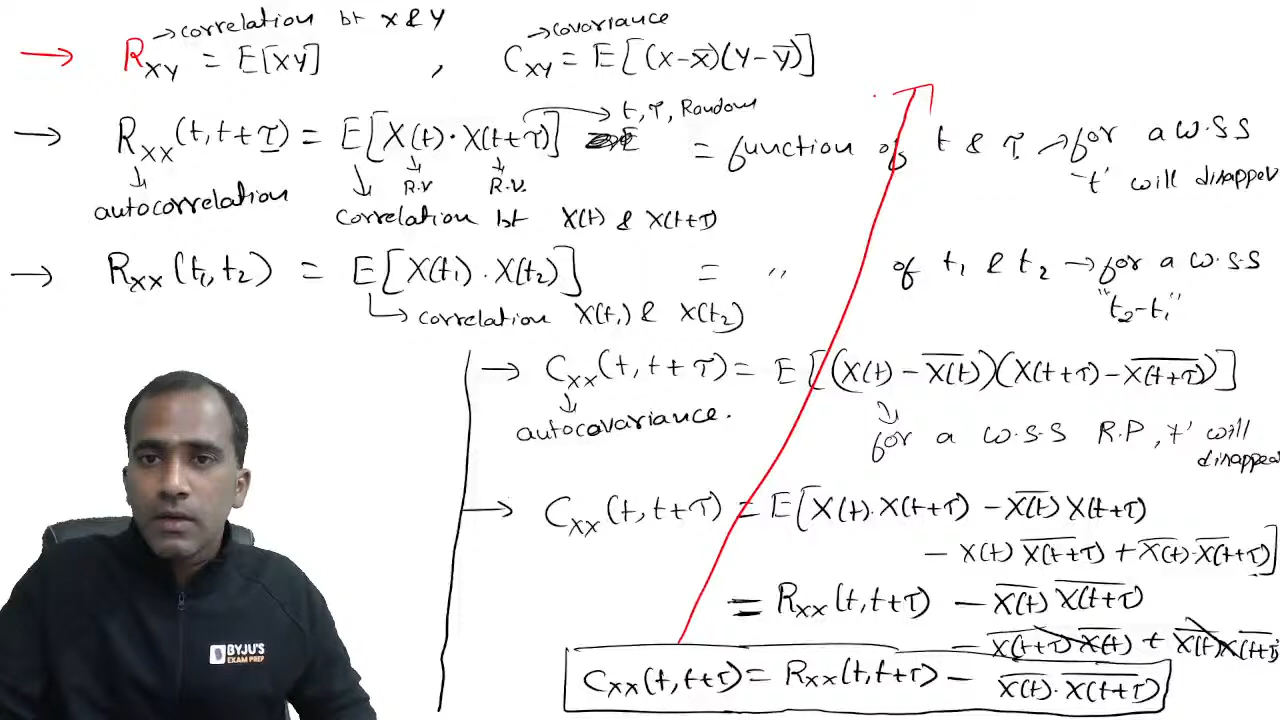 →correlation bt X & Y
→covariance
→ R_XY = E[XY] , C_XY = E[(X-X̅)(Y-Y̅)]
→ t, τ, Random
→ R_XX(t, t+τ) = E[X(t)·X(t+τ)] = function of t & τ → for a W.S.S
R.V R.V. 't' will disappear
autocorrelation
correlation bt X(t) & X(t+τ)
→ R_XX(t₁, t₂) = E[X(t₁)·X(t₂)] = " of t₁ & t₂ → for a W.S.S
"t₂-t₁"
→ correlation X(t₁) & X(t₂)
→ C_XX(t, t+τ) = E[(X(t) - X̅(̅t̅)̅)(X(t+τ) - X̅(̅t̅+̅τ̅)̅)]
autocovariance.
for a W.S.S R.P, 't' will
disappear
→ C_XX(t, t+τ) = E[X(t)·X(t+τ) - X̅(̅t̅)̅ X(t+τ)
- X(t) X̅(̅t̅+̅τ̅)̅ + X̅(̅t̅)̅·X̅(̅t̅+̅τ̅)̅]
= R_XX(t, t+τ) - X̅(̅t̅)̅ X̅(̅t̅+̅τ̅)̅
- X̅(̅t̅+̅τ̅)̅ X̅(̅t̅)̅ + X̅(̅t̅)̅ X̅(̅t̅+̅τ̅)̅
C_XX(t, t+τ) = R_XX(t, t+τ) - X̅(̅t̅)̅·X̅(̅t̅+̅τ̅)̅
BYJU'S
EXAM PREP